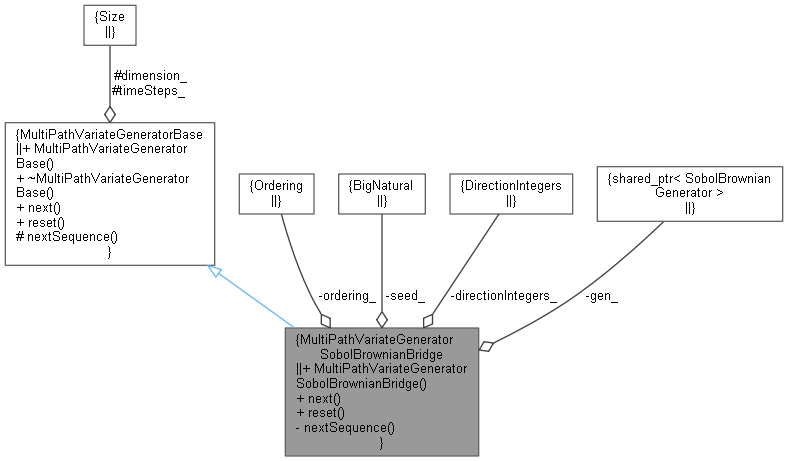 {Size
||}
#dimension_
#timeSteps_
{MultiPathVariateGeneratorBase
||+ MultiPathVariateGenerator
Base()
+ ~MultiPathVariateGenerator
Base()
+ next()
+ reset()
# nextSequence()
}
{Ordering
||}
{BigNatural
||}
{DirectionIntegers
||}
{shared_ptr< SobolBrownian
Generator >
||}
-ordering_
-seed_
-directionIntegers_
-gen_
{MultiPathVariateGenerator
SobolBrownianBridge
||+ MultiPathVariateGenerator
SobolBrownianBridge()
+ next()
+ reset()
- nextSequence()
}